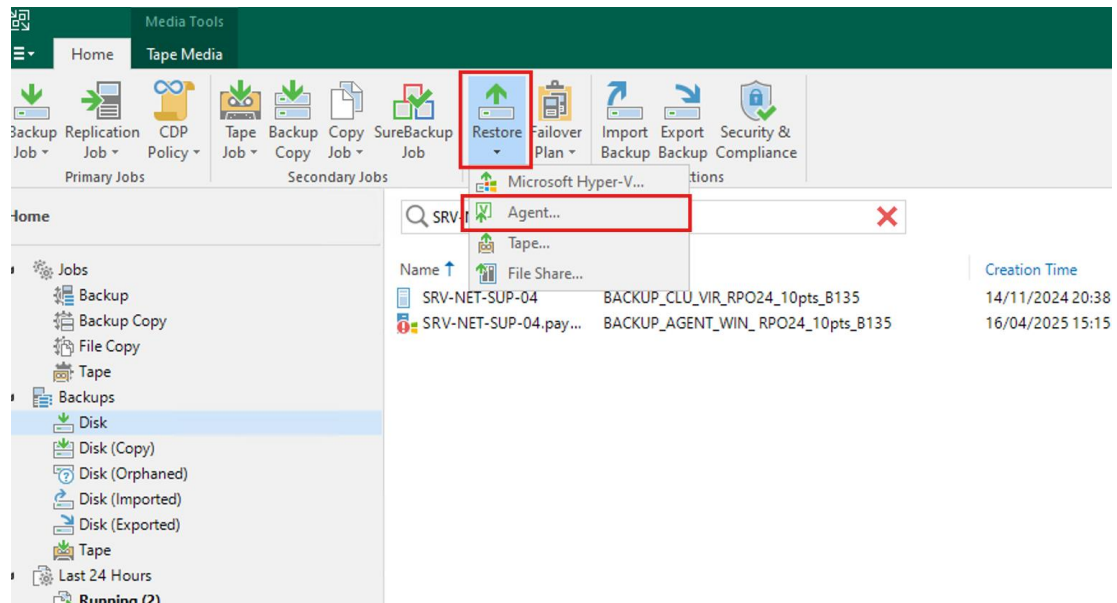 Media Tools
Home Tape Media
Backup Replication CDP Tape Backup Copy SureBackup Restore Failover Import Export Security &
Job Job Policy Job Copy Job Job Plan Backup Backup Compliance
Primary Jobs Secondary Jobs tions
Microsoft Hyper-V...
Home SRV-N Agent...
Tape...
Jobs Name File Share... Creation Time
Backup SRV-NET-SUP-04 BACKUP_CLU_VIR_RPO24_10pts_B135 14/11/2024 20:38
Backup Copy SRV-NET-SUP-04.pay... BACKUP_AGENT_WIN_ RPO24_10pts_B135 16/04/2025 15:15
File Copy
Tape
Backups
Disk
Disk (Copy)
Disk (Orphaned)
Disk (Imported)
Disk (Exported)
Tape
Last 24 Hours
Running (2)